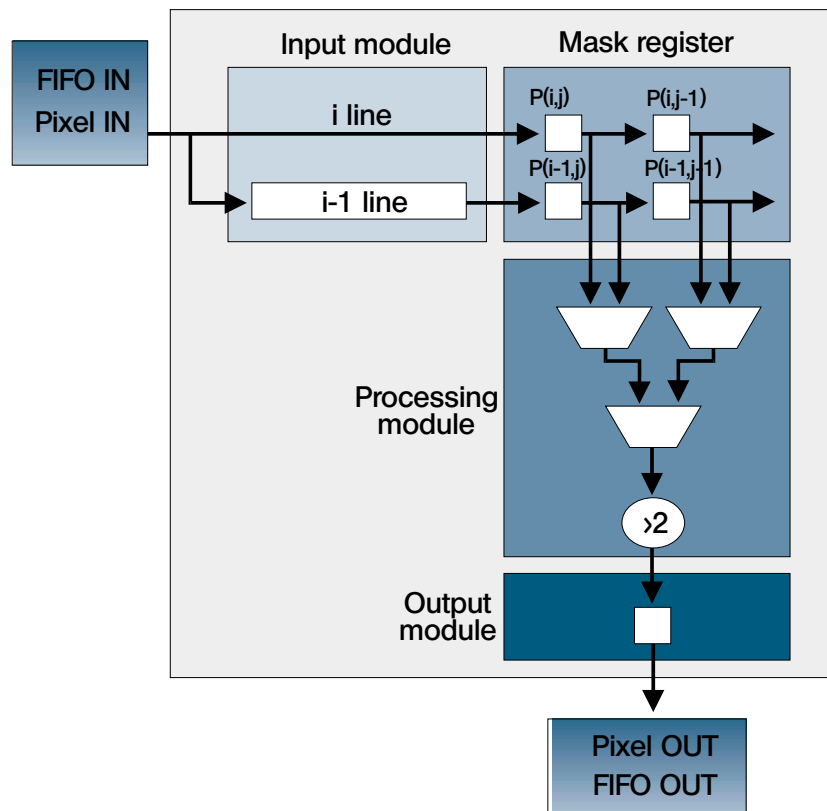 Input module
Mask register
FIFO IN
Pixel IN
P(i,j)
P(i,j-1)
i line
P(i-1,j)
P(i-1,j-1)
i-1 line
Processing
module
>2
Output
module
Pixel OUT
FIFO OUT